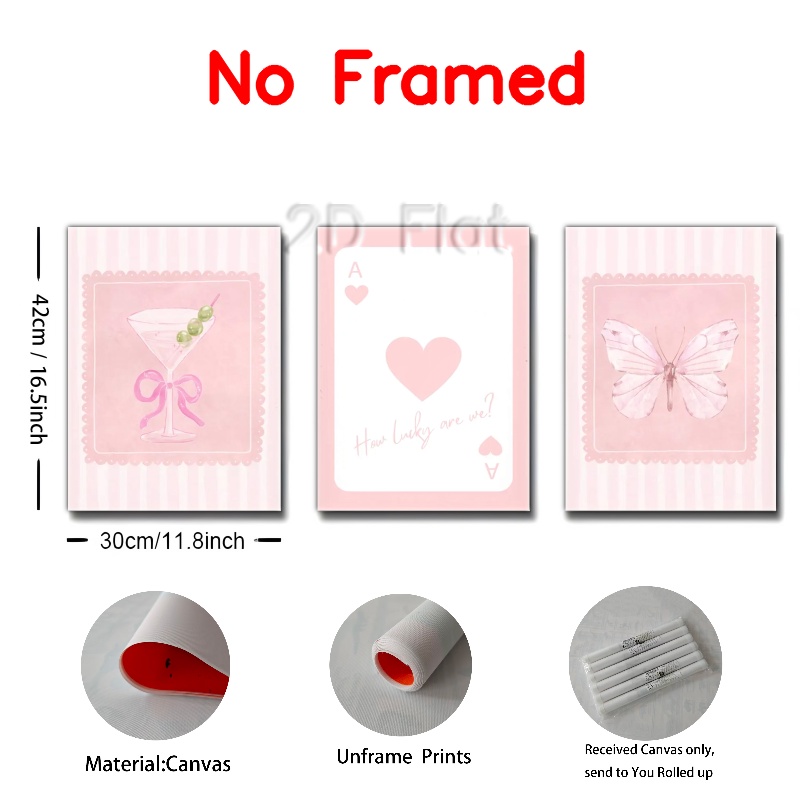 No Framed
2D Flat
A
How Lucky are we?
A
42cm / 16.5inch
30cm/11.8inch
Material:Canvas
Unframe Prints
Received Canvas only,
send to You Rolled up